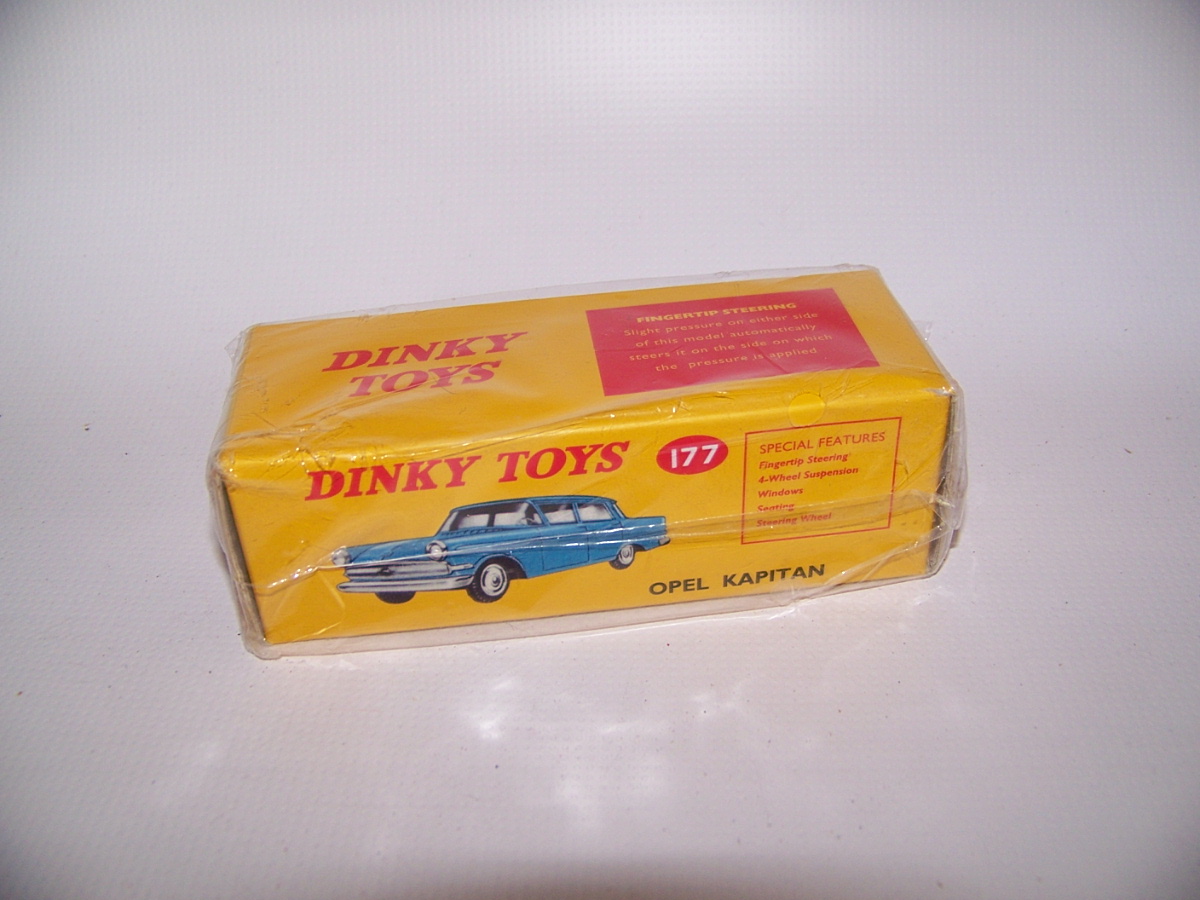 DINKY
TOYS
FINGERTIP STEERING
Slight pressure on either side
of this model automatically
steers it on the side on which
the pressure is applied
DINKY TOYS
177
SPECIAL FEATURES
Fingertip Steering
4-Wheel Suspension
Windows
Seating
Steering Wheel
OPEL KAPITAN